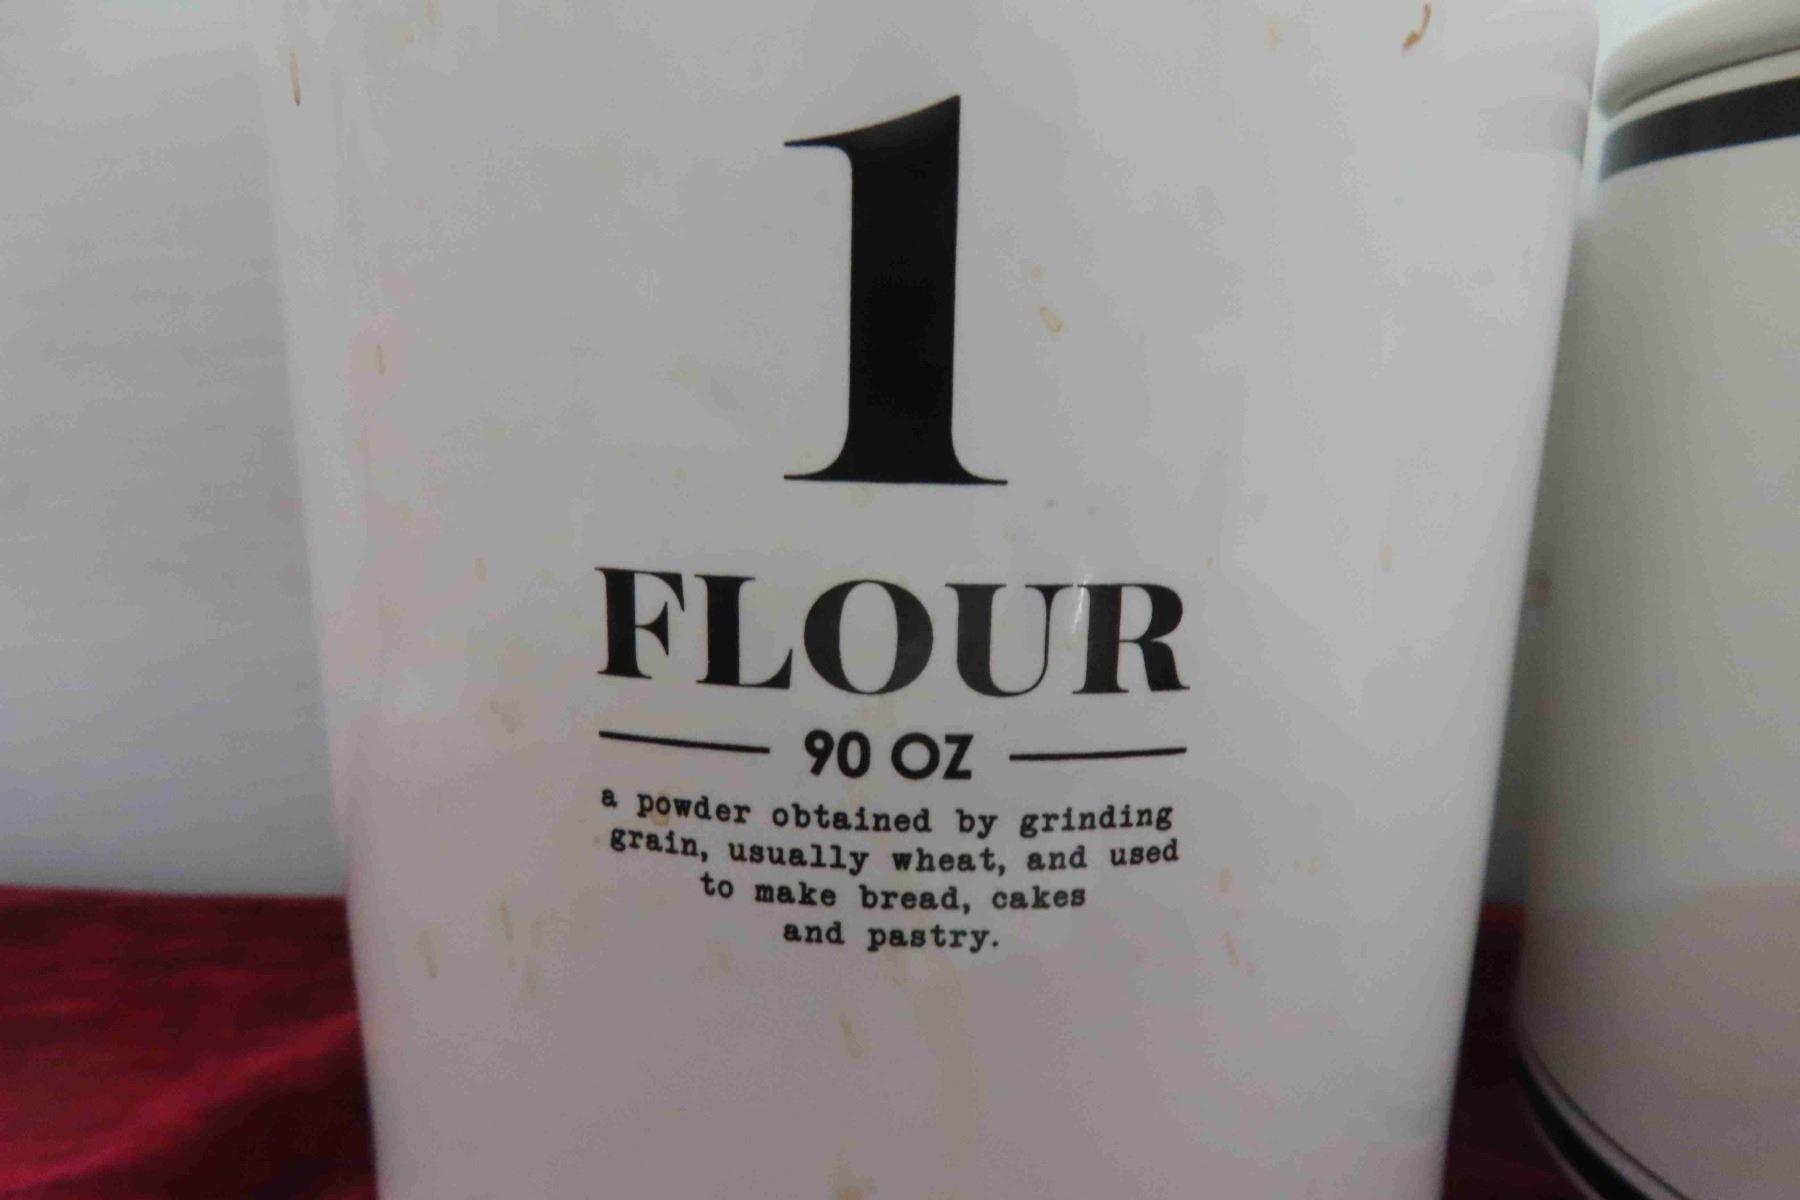 1
FLOUR
90 OZ
a powder obtained by grinding
grain, usually wheat, and used
to make bread, cakes
and pastry.